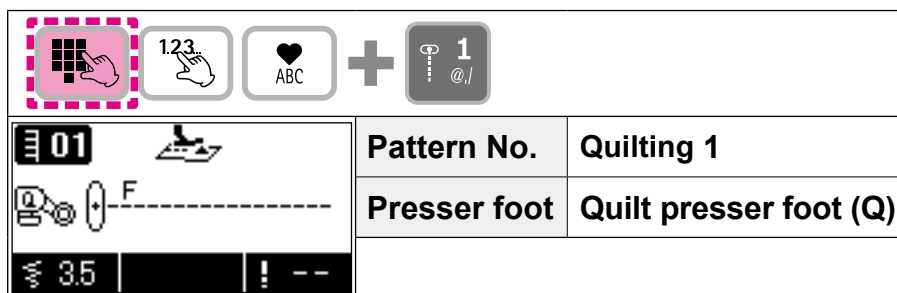 1.2.3..
ABC
1
@,/
01
F
3.5
! --
Pattern No.
Quilting 1
Presser foot
Quilt presser foot (Q)
Q